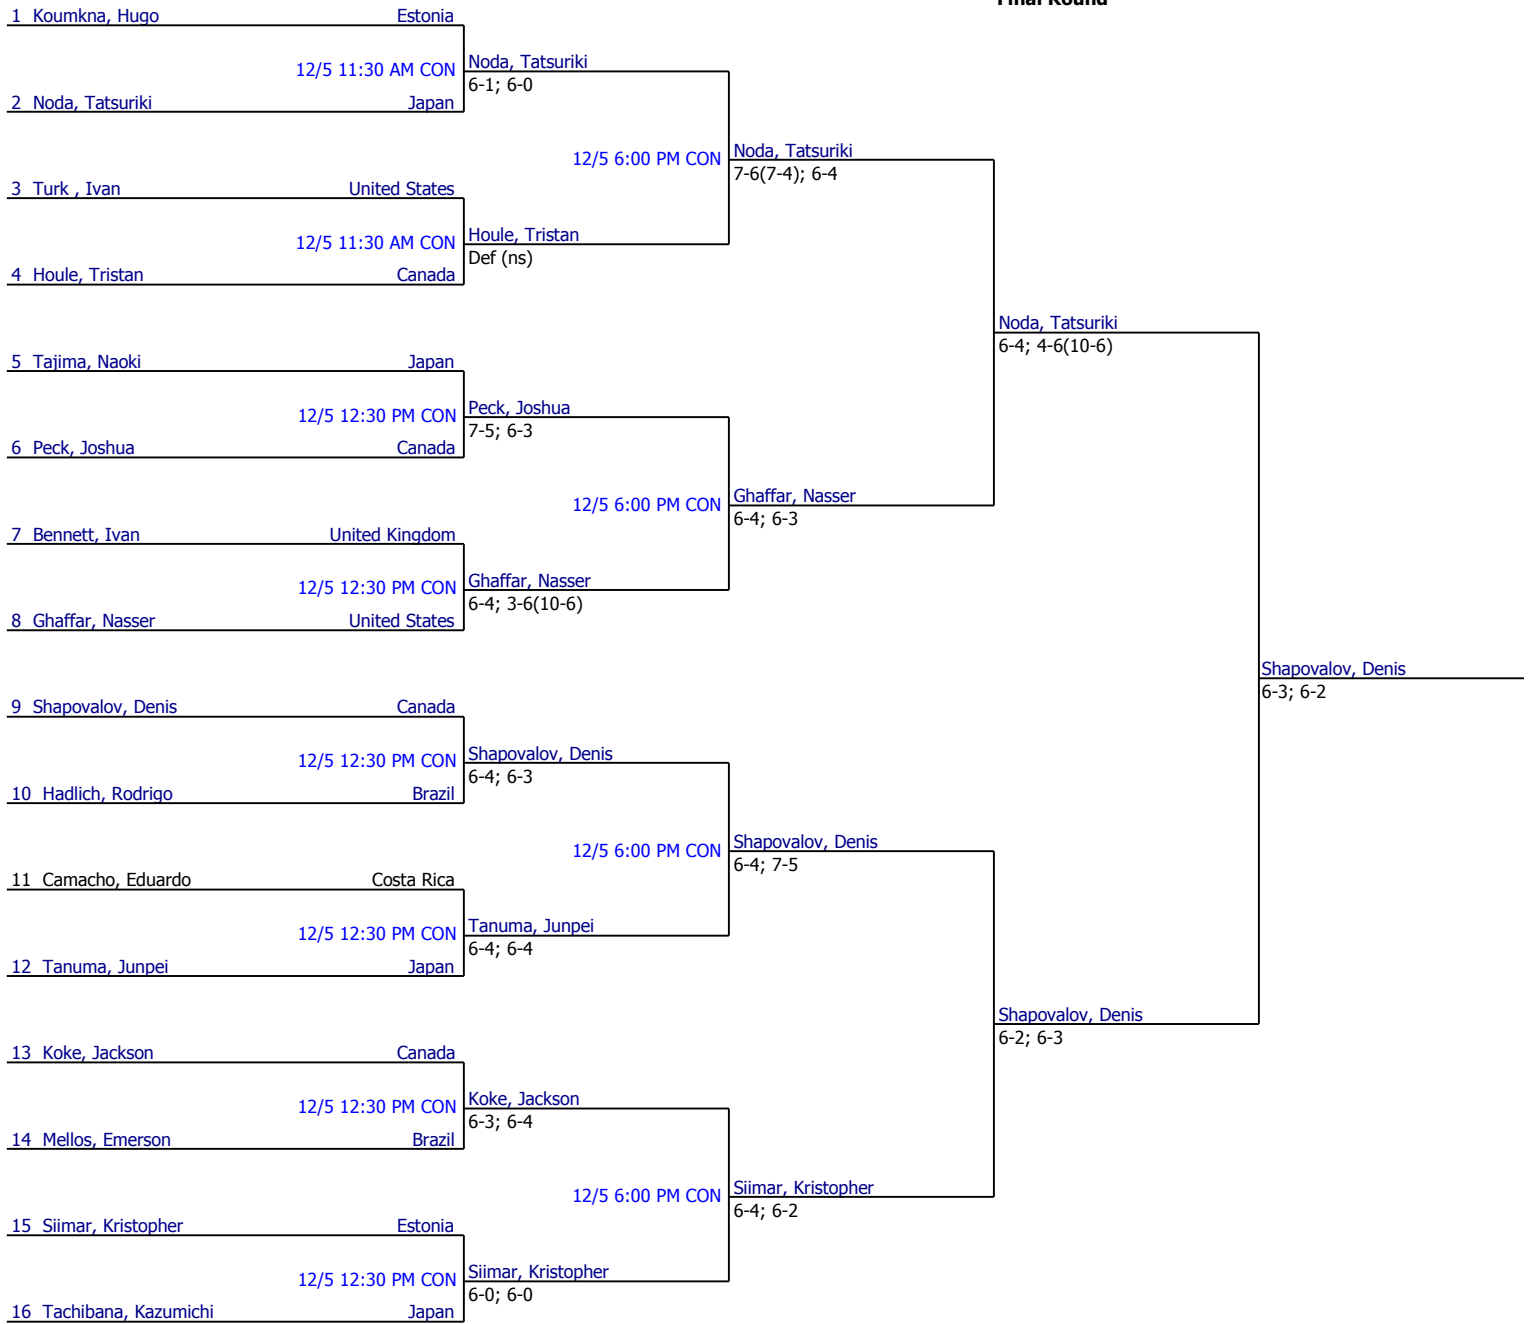 Final Round
1 Koumkna, Hugo Estonia
12/5 11:30 AM CON Noda, Tatsuriki
6-1; 6-0
2 Noda, Tatsuriki Japan
12/5 6:00 PM CON Noda, Tatsuriki
7-6(7-4); 6-4
3 Turk , Ivan United States
12/5 11:30 AM CON Houle, Tristan
Def (ns)
4 Houle, Tristan Canada
Noda, Tatsuriki
6-4; 4-6(10-6)
5 Tajima, Naoki Japan
12/5 12:30 PM CON Peck, Joshua
7-5; 6-3
6 Peck, Joshua Canada
12/5 6:00 PM CON Ghaffar, Nasser
6-4; 6-3
7 Bennett, Ivan United Kingdom
12/5 12:30 PM CON Ghaffar, Nasser
6-4; 3-6(10-6)
8 Ghaffar, Nasser United States
Shapovalov, Denis
6-3; 6-2
9 Shapovalov, Denis Canada
12/5 12:30 PM CON Shapovalov, Denis
6-4; 6-3
10 Hadlich, Rodrigo Brazil
12/5 6:00 PM CON Shapovalov, Denis
6-4; 7-5
11 Camacho, Eduardo Costa Rica
12/5 12:30 PM CON Tanuma, Junpei
6-4; 6-4
12 Tanuma, Junpei Japan
Shapovalov, Denis
6-2; 6-3
13 Koke, Jackson Canada
12/5 12:30 PM CON Koke, Jackson
6-3; 6-4
14 Mellos, Emerson Brazil
12/5 6:00 PM CON Siimar, Kristopher
6-4; 6-2
15 Siimar, Kristopher Estonia
12/5 12:30 PM CON Siimar, Kristopher
6-0; 6-0
16 Tachibana, Kazumichi Japan